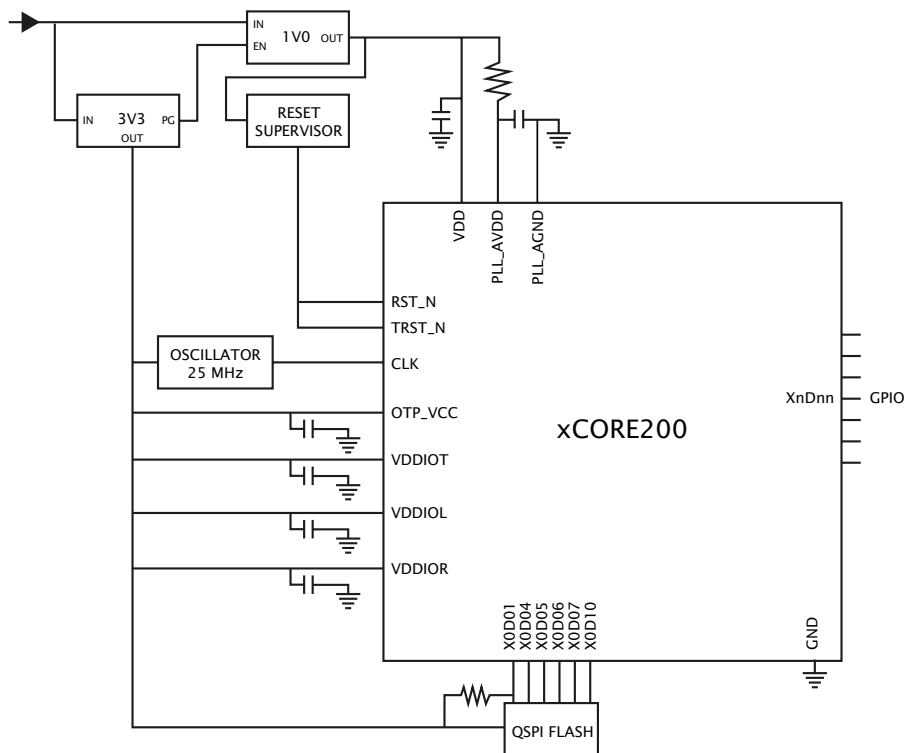 IN
1V0
OUT
EN
IN
3V3
PG
OUT
RESET
SUPERVISOR
VDD
PLL_AVDD
PLL_AGND
RST_N
TRST_N
OSCILLATOR
25 MHz
CLK
XnDnn
GPIO
OTP_VCC
xCORE200
VDDIOT
VDDIOL
VDDIOR
X0D01
X0D04
X0D05
X0D06
X0D07
X0D10
GND
QSPI FLASH